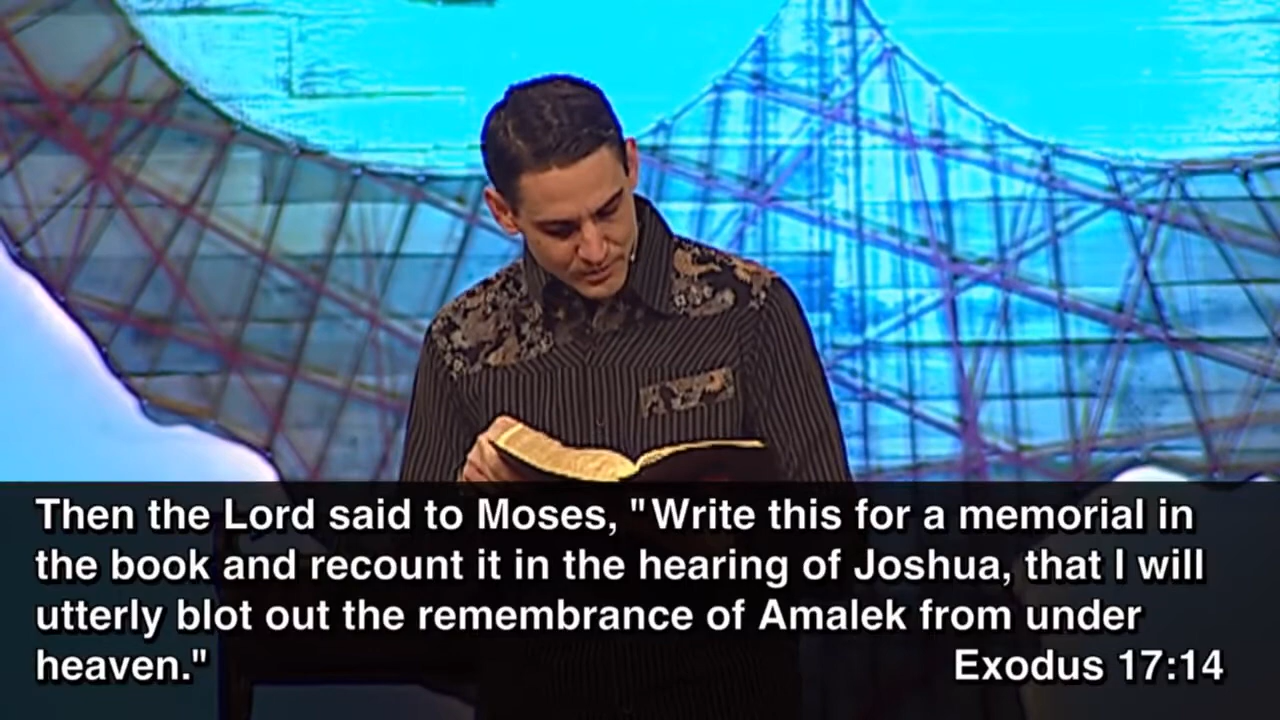 Then the Lord said to Moses, "Write this for a memorial in
the book and recount it in the hearing of Joshua, that I will
utterly blot out the remembrance of Amalek from under
heaven." Exodus 17:14